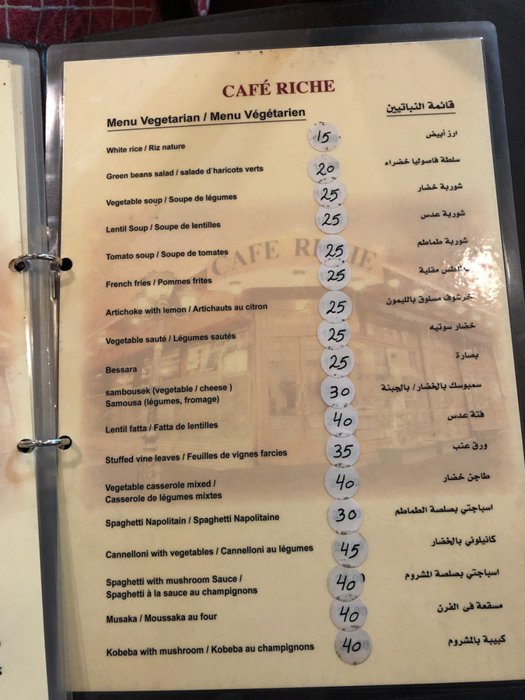 CAFÉ RICHE
Menu Vegetarian / Menu Végétarien قائمة النباتيين
White rice / Riz nature 15 ارز أبيض
Green beans salad / salade d'haricots verts 20 سلطة فاصوليا خضراء
Vegetable soup / Soupe de légumes 25 شوربة خضار
Lentil Soup / Soupe de lentilles 25 شوربة عدس
Tomato soup / Soupe de tomates 25 شوربة طماطم
CAFE RICHE
French fries / Pommes frites 25 مقلية
Artichoke with lemon / Artichauts au citron 25 خرشوف مسلوق بالليمون
Vegetable sauté / Légumes sautés 25 خضار سوتيه
Bessara 25 بصارة
sambousek (vegetable / cheese ) 30 سمبوسك بالخضار / بالجبنة
Samousa (légumes, fromage)
Lentil fatta / Fatta de lentilles 40 فتة عدس
Stuffed vine leaves / Feuilles de vignes farcies 35 ورق عنب
Vegetable casserole mixed / 40 طاجن خضار
Casserole de légumes mixtes
Spaghetti Napolitain / Spaghetti Napolitaine 30 اسباجتي بصلصة الطماطم
Cannelloni with vegetables / Cannelloni au légumes 45 كانيلوني بالخضار
Spaghetti with mushroom Sauce / 40 اسباجتي بصلصة المشروم
Spaghetti à la sauce au champignons
Musaka / Moussaka au four 40 مسقعة فى الفرن
Kobeba with mushroom / Kobeba au champignons 40 كبيبة بالمشروم